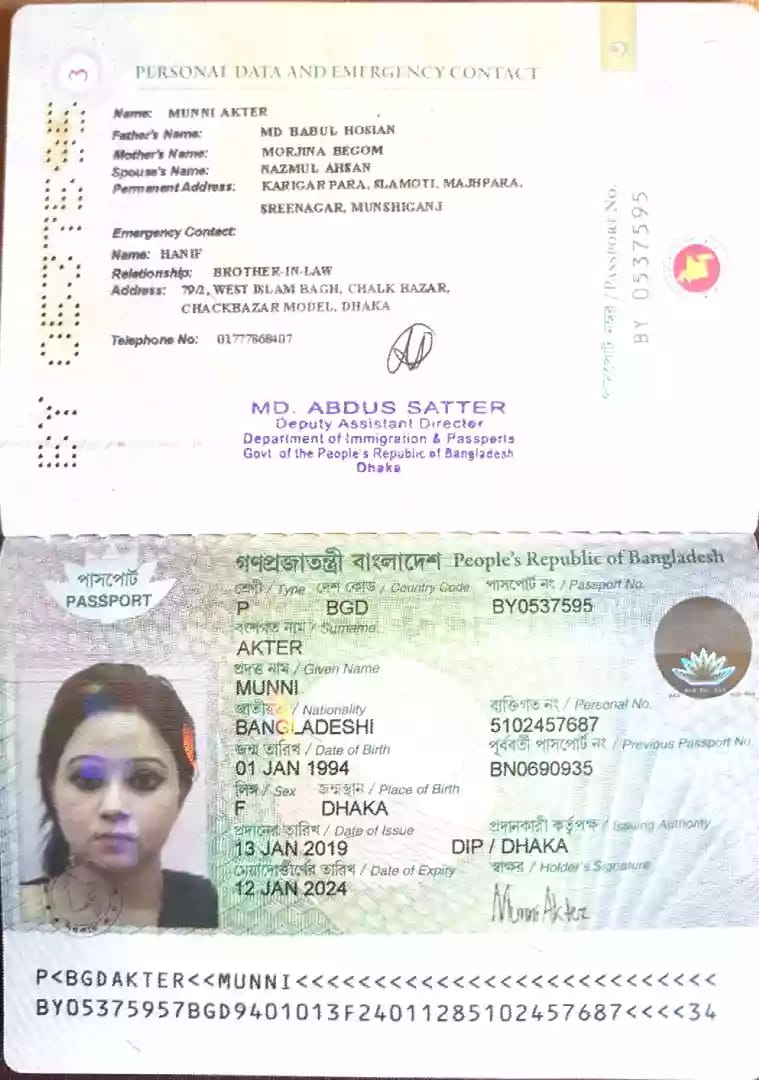 3
PERSONAL DATA AND EMERGENCY CONTACT
Name: MUNNI AKTER
Father's Name: MD BABUL HOSIAN
Mother's Name: MORJINA BEGOM
Spouse's Name: NAZMUL AHSAN
Permanent Address: KARIGAR PARA, SLAMOTI, MAJHPARA,
SREENAGAR, MUNSHIGANJ
Emergency Contact:
Name: HANIF
Relationship: BROTHER-IN-LAW
Address: 79/2, WEST ISLAM BAGH, CHALK BAZAR,
CHACKBAZAR MODEL, DHAKA
Telephone No: 01777868407
MD. ABDUS SATTER
Deputy Assistant Director
Department of Immigration & Passports
Govt. of the People's Republic of Bangladesh
Dhaka
পাসপোর্ট নম্বর / PASSPORT No.
BY 0537595
পাসপোর্ট
PASSPORT
গণপ্রজাতন্ত্রী বাংলাদেশ People's Republic of Bangladesh
শ্রেণী / Type দেশ কোড / Country Code পাসপোর্ট নং / Passport No.
P BGD BY0537595
বংশগত নাম / Surname
AKTER
প্রদত্ত নাম / Given Name
MUNNI
জাতীয়তা / Nationality ব্যক্তিগত নং / Personal No.
BANGLADESHI 5102457687
জন্ম তারিখ / Date of Birth পূর্ববর্তী পাসপোর্ট নং / Previous Passport No.
01 JAN 1994 BN0690935
লিঙ্গ / Sex জন্মস্থান / Place of Birth
F DHAKA
প্রদানের তারিখ / Date of Issue প্রদানকারী কর্তৃপক্ষ / Issuing Authority
13 JAN 2019 DIP / DHAKA
মেয়াদোত্তীর্ণের তারিখ / Date of Expiry স্বাক্ষর / Holder's Signature
12 JAN 2024 Munni Akter
P<BGDAKTER<<MUNNI<<<<<<<<<<<<<<<<<<<<<<<<<<<
BY05375957BGD9401013F24011285102457687<<<<34